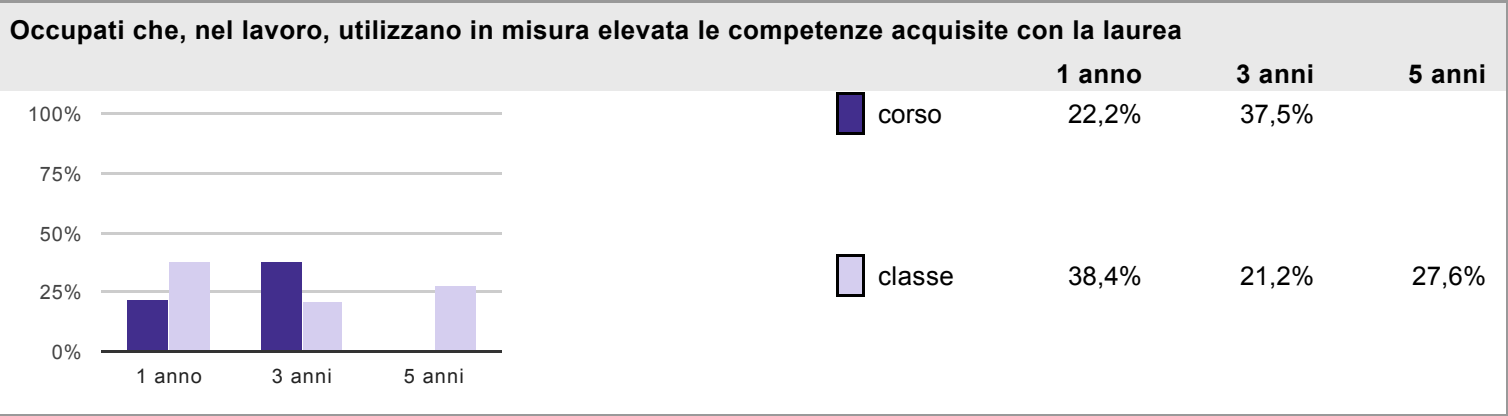 Occupati che, nel lavoro, utilizzano in misura elevata le competenze acquisite con la laurea
1 anno 3 anni 5 anni
100%
75%
50%
25%
0%
1 anno 3 anni 5 anni
corso 22,2% 37,5%
classe 38,4% 21,2% 27,6%